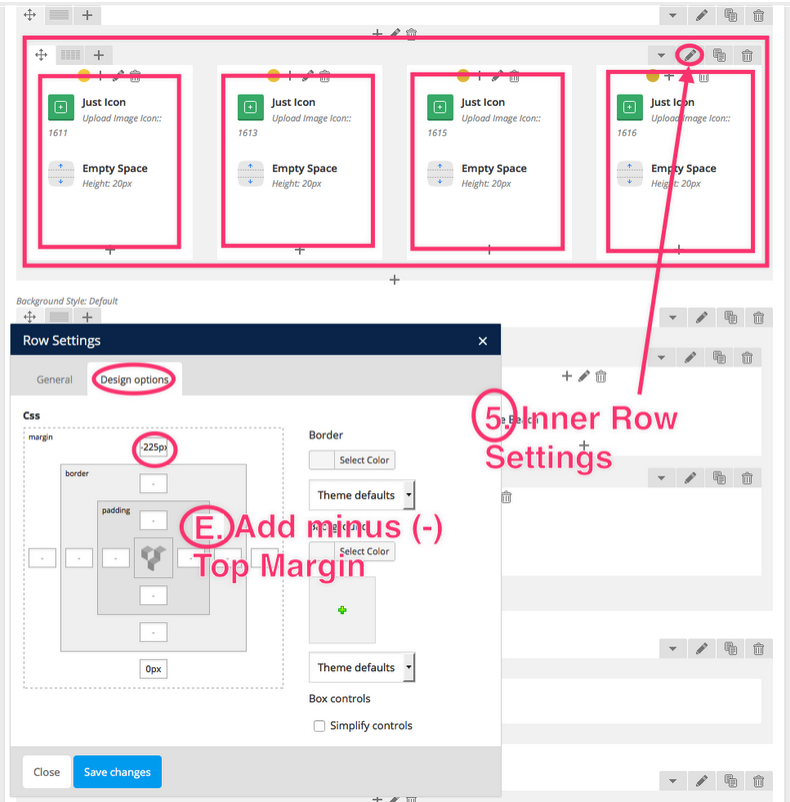 Just Icon
Upload Image Icon::
1611
Empty Space
Height: 20px
Just Icon
Upload Image Icon::
1613
Empty Space
Height: 20px
Just Icon
Upload Image Icon::
1615
Empty Space
Height: 20px
Just Icon
Upload Image Icon::
1616
Empty Space
Height: 20px
Background Style: Default
Row Settings
General
Design options
Css
margin
-225px
border
padding
0px
Border
Select Color
Theme defaults
Select Color
Theme defaults
Box controls
Simplify controls
Close
Save changes
5. Inner Row
Settings
E. Add minus (-)
Top Margin